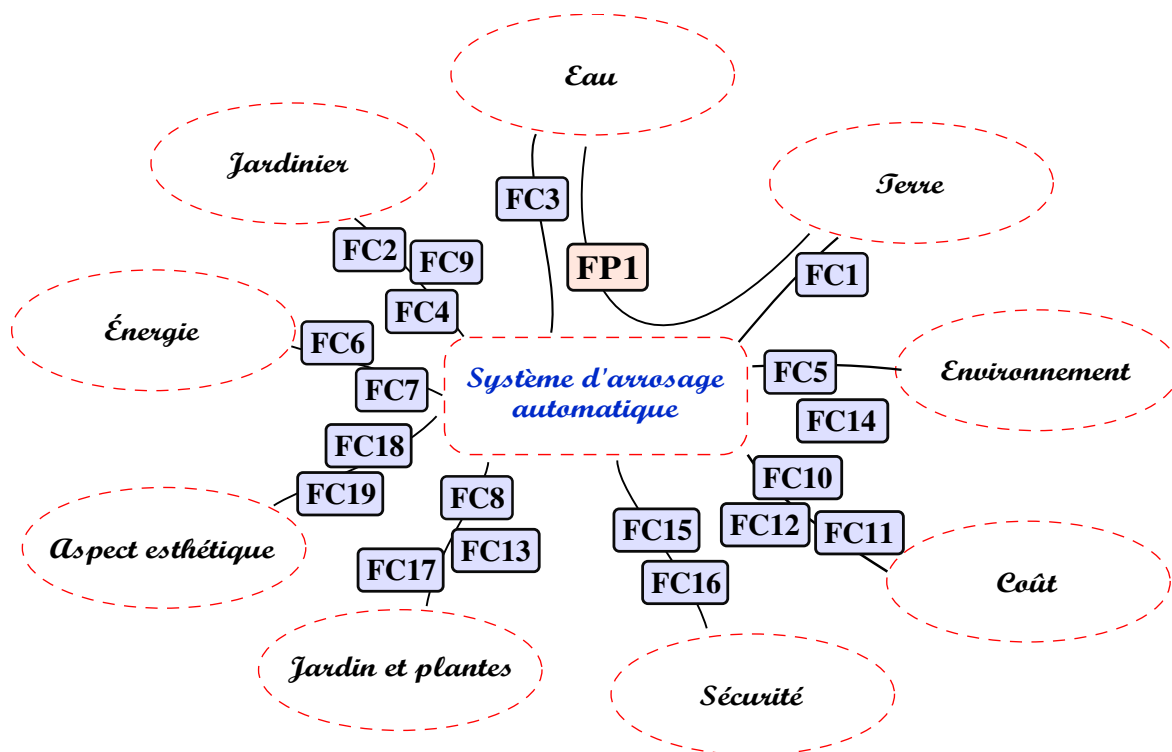 Eau
Jardinier
Terre
FC3
FC2
FC9
FP1
FC1
FC4
Énergie
FC6
FC7
Système d'arrosage
automatique
FC5
Environnement
FC14
FC18
FC19
FC8
FC10
FC12
FC11
FC15
FC13
FC17
FC16
Aspect esthétique
Coût
Jardin et plantes
Sécurité